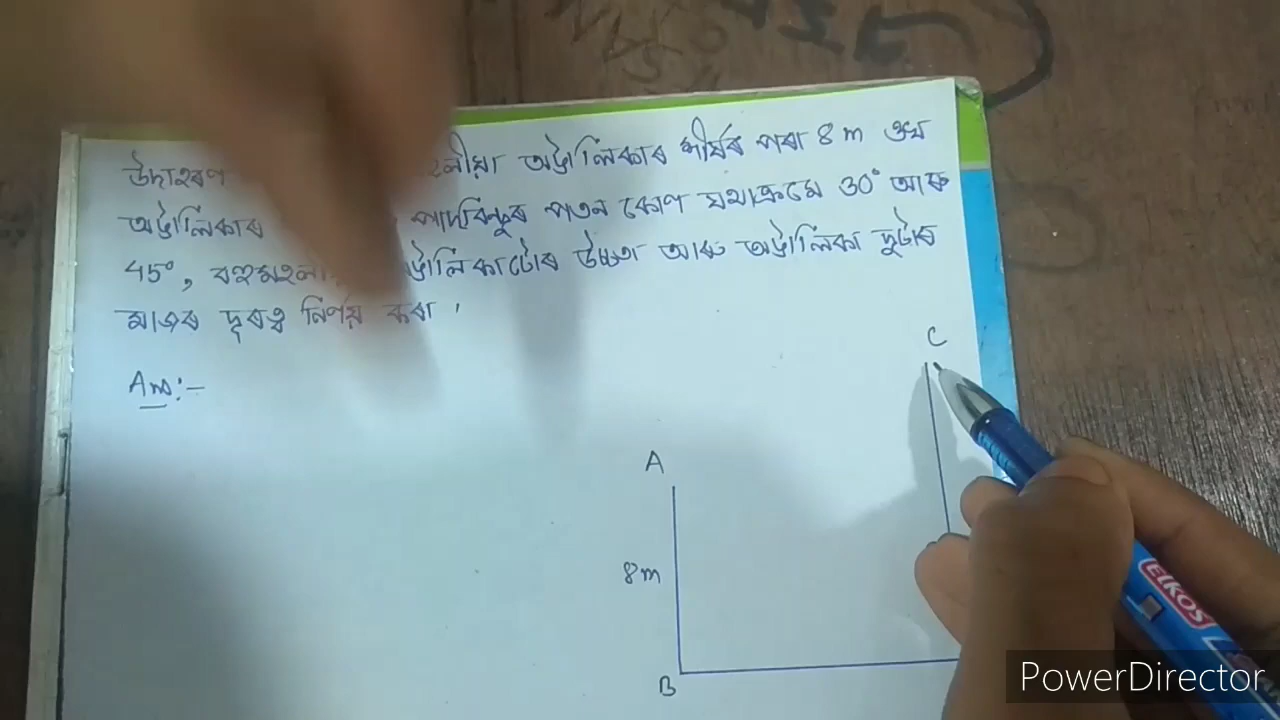 উদাহৰণ অট্টালিকাৰ শীৰ্ষৰ পৰা 8 m ওখ
অট্টালিকাৰ পাদবিন্দুৰ পতন কোণ যথাক্ৰমে 30° আৰু
45°, উচ্চতা আৰু অট্টালিকা দুটাৰ
মাজৰ দূৰত্ব নিৰ্ণয় কৰা ।
Ans:-
C
A
8m
B
ELKOS
PowerDirector